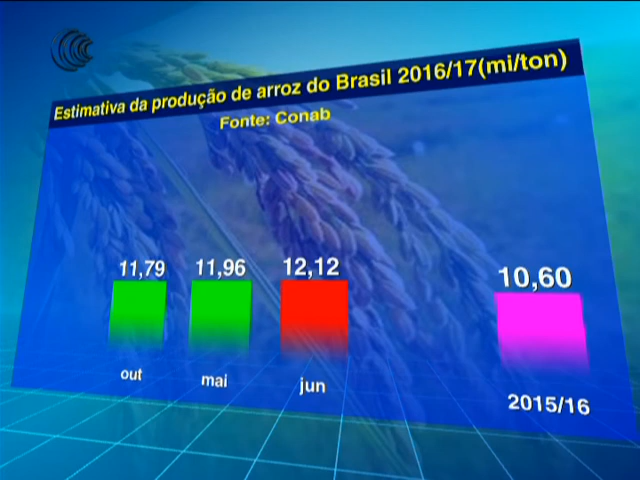 Estimativa da produção de arroz do Brasil 2016/17(mi/ton)
Fonte: Conab
11,79 11,96 12,12 10,60
out mai jun 2015/16